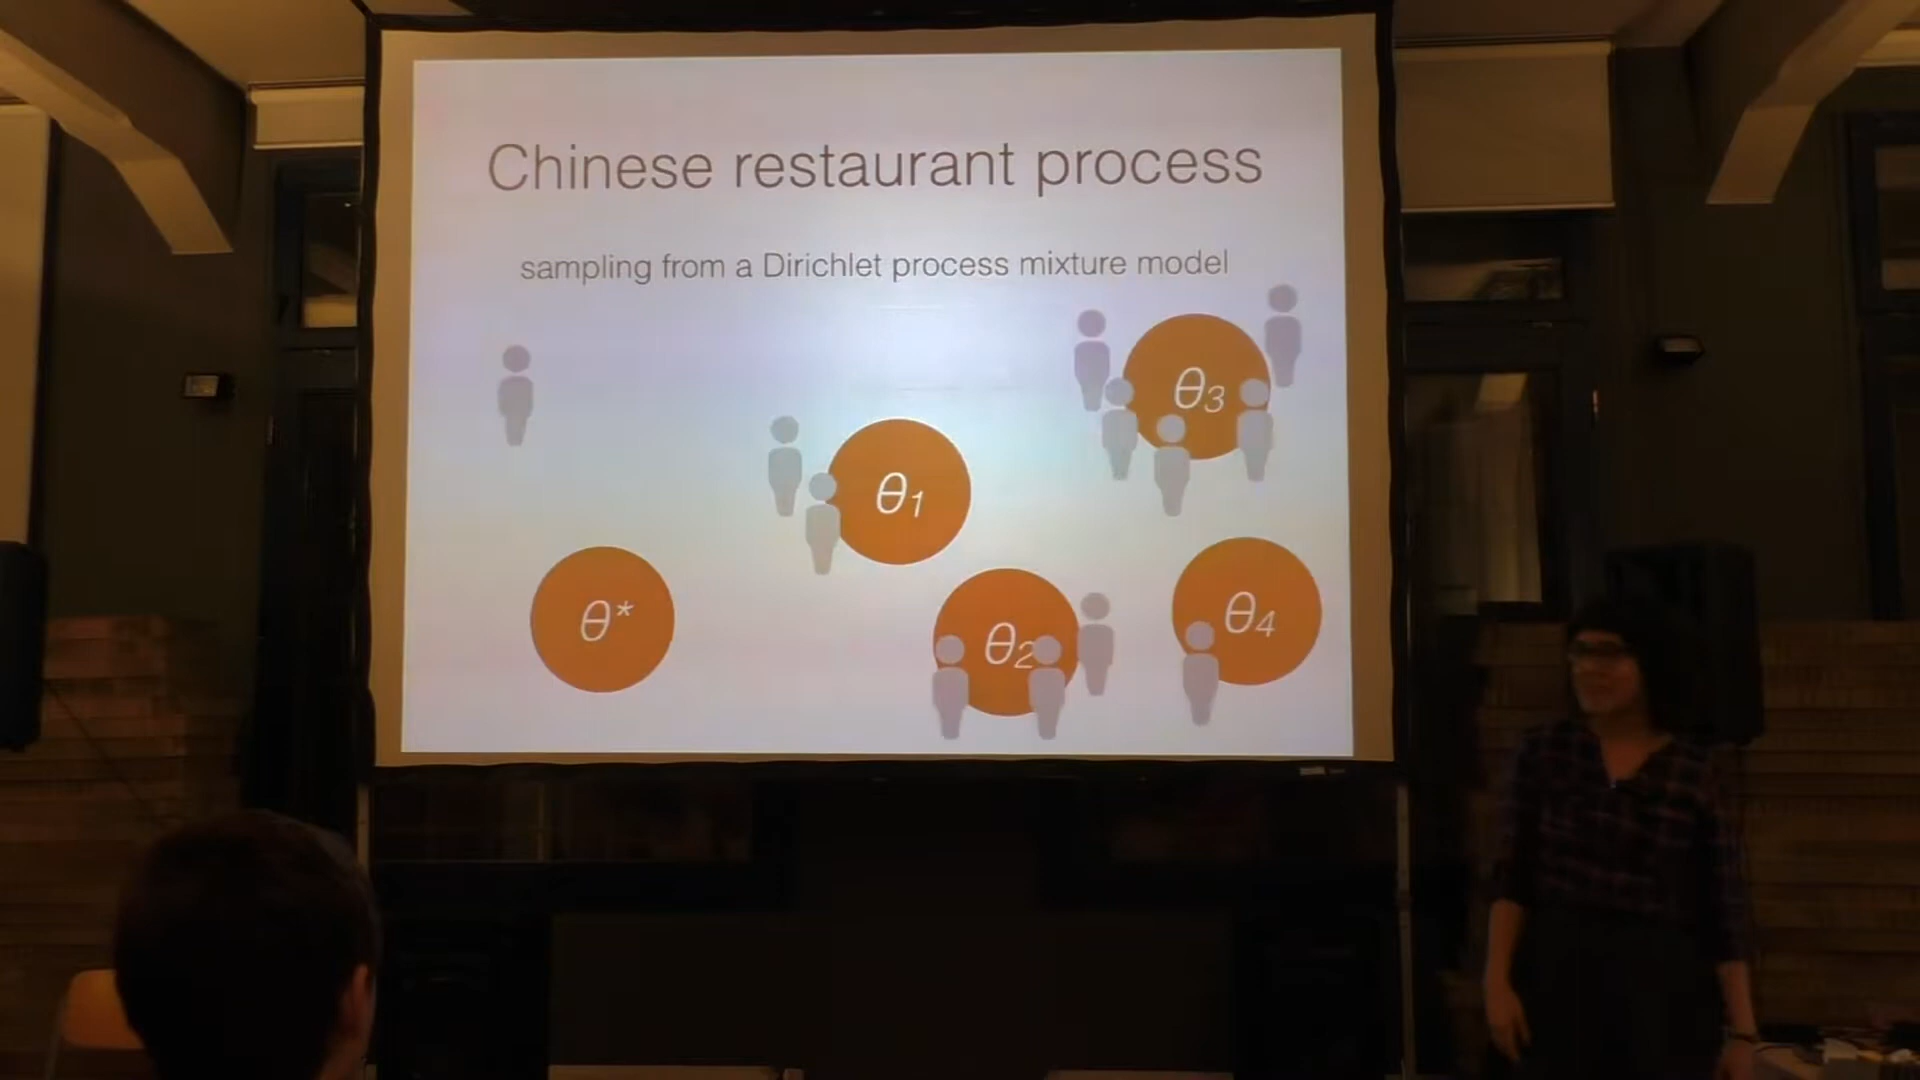 Chinese restaurant process
sampling from a Dirichlet process mixture model
θ3
θ1
θ*
θ2
θ4